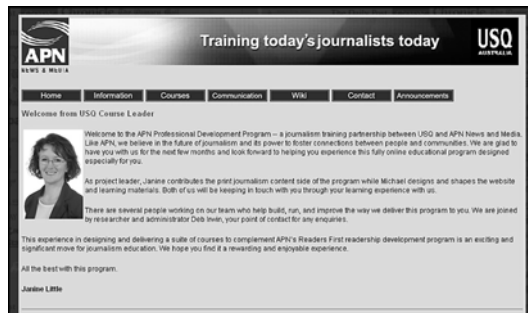 Training today's journalists today
USQ
AUSTRALIA
APN
NEWS & MEDIA
Home Information Courses Communication Wiki Contact Announcements
Welcome from USQ Course Leader
Welcome to the APN Professional Development Program – a journalism training partnership between USQ and APN News and Media.
Like APN, we believe in the future of journalism and its power to foster connections between people and communities. We are glad to
have you with us for the next few months and look forward to helping you experience this fully online educational program designed
especially for you.
As project leader, Janine contributes the print journalism content side of the program while Michael designs and shapes the website
and learning materials. Both of us will be keeping in touch with you through your learning experience with us.
There are several people working on our team who help build, run, and improve the way we deliver this program to you. We are joined
by researcher and administrator Deb Irwin, your point of contact for any enquiries.
This experience in designing and delivering a suite of courses to complement APN's Readers First readership development program is an exciting and
significant move for journalism education. We hope you find it a rewarding and enjoyable experience.
All the best with this program.
Janine Little